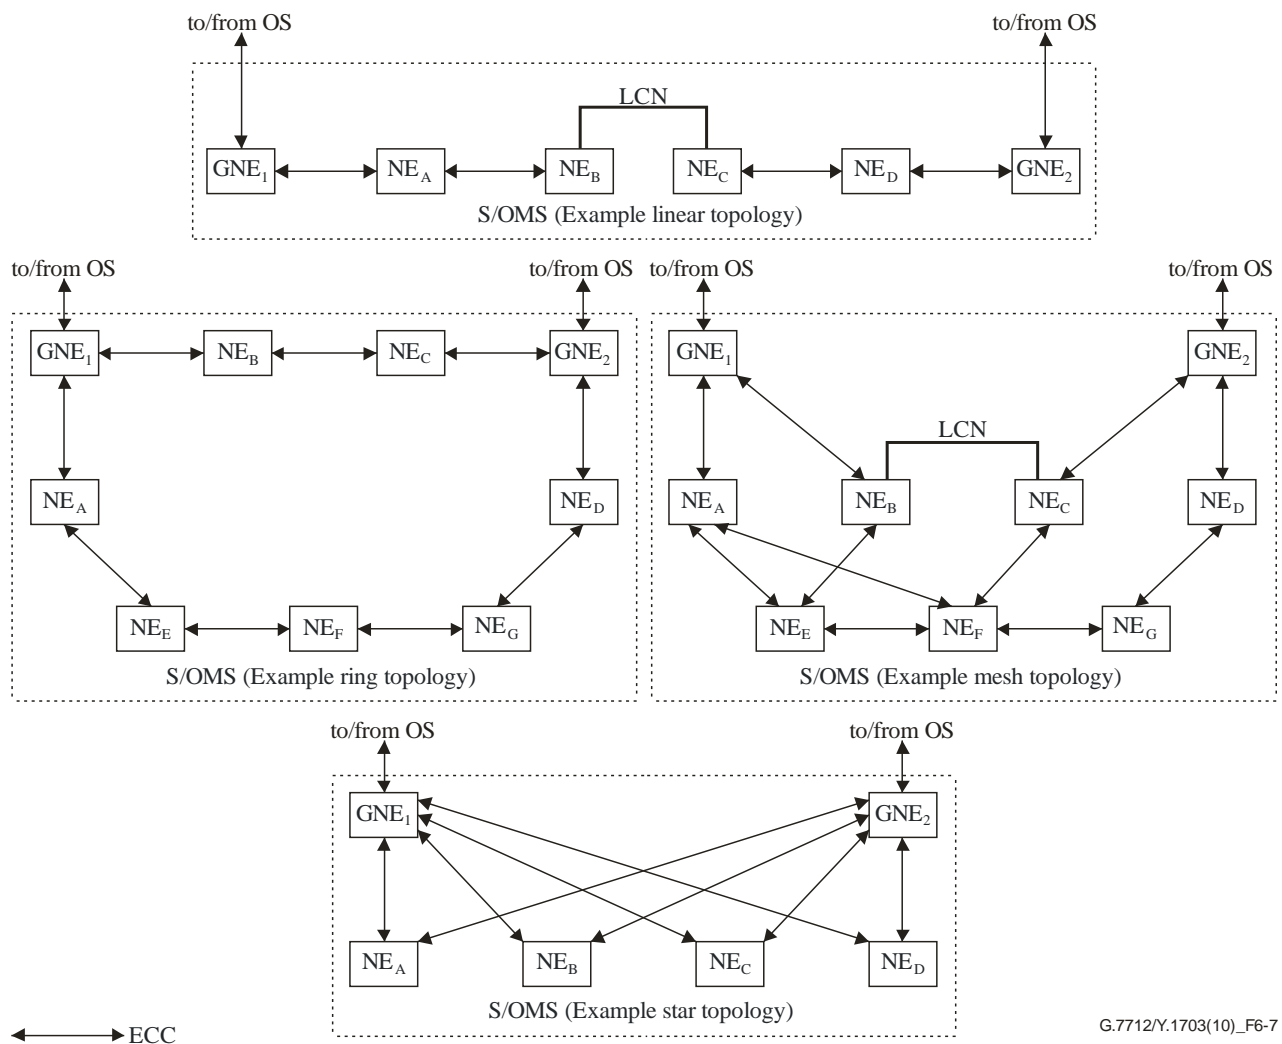 to/from OS
to/from OS
LCN
GNE1
NEA
NEB
NEC
NED
GNE2
S/OMS (Example linear topology)
to/from OS
to/from OS
GNE1
NEB
NEC
GNE2
NEA
NED
NEE
NEF
NEG
S/OMS (Example ring topology)
to/from OS
to/from OS
GNE1
GNE2
LCN
NEA
NEB
NEC
NED
NEE
NEF
NEG
S/OMS (Example mesh topology)
to/from OS
to/from OS
GNE1
GNE2
NEA
NEB
NEC
NED
S/OMS (Example star topology)
ECC
G.7712/Y.1703(10)_F6-7